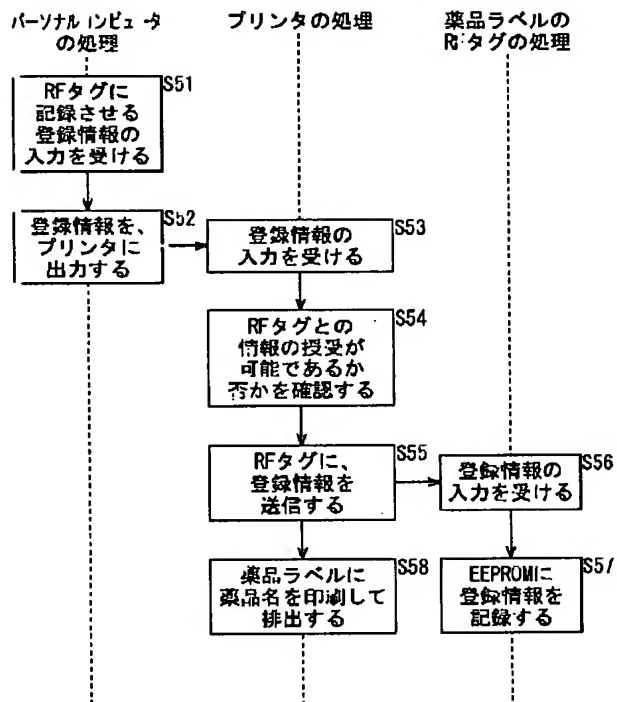 パーソナルコンピュータ
の処理
プリンタの処理
薬品ラベルの
RFタグの処理
S51
RFタグに
記録させる
登録情報の
入力を受ける
S52
登録情報を、
プリンタに
出力する
S53
登録情報の
入力を受ける
S54
RFタグとの
情報の授受が
可能であるか
否かを確認する
S55
RFタグに、
登録情報を
送信する
S56
登録情報の
入力を受ける
S58
薬品ラベルに
薬品名を印刷して
排出する
S57
EEPROMに
登録情報を
記録する